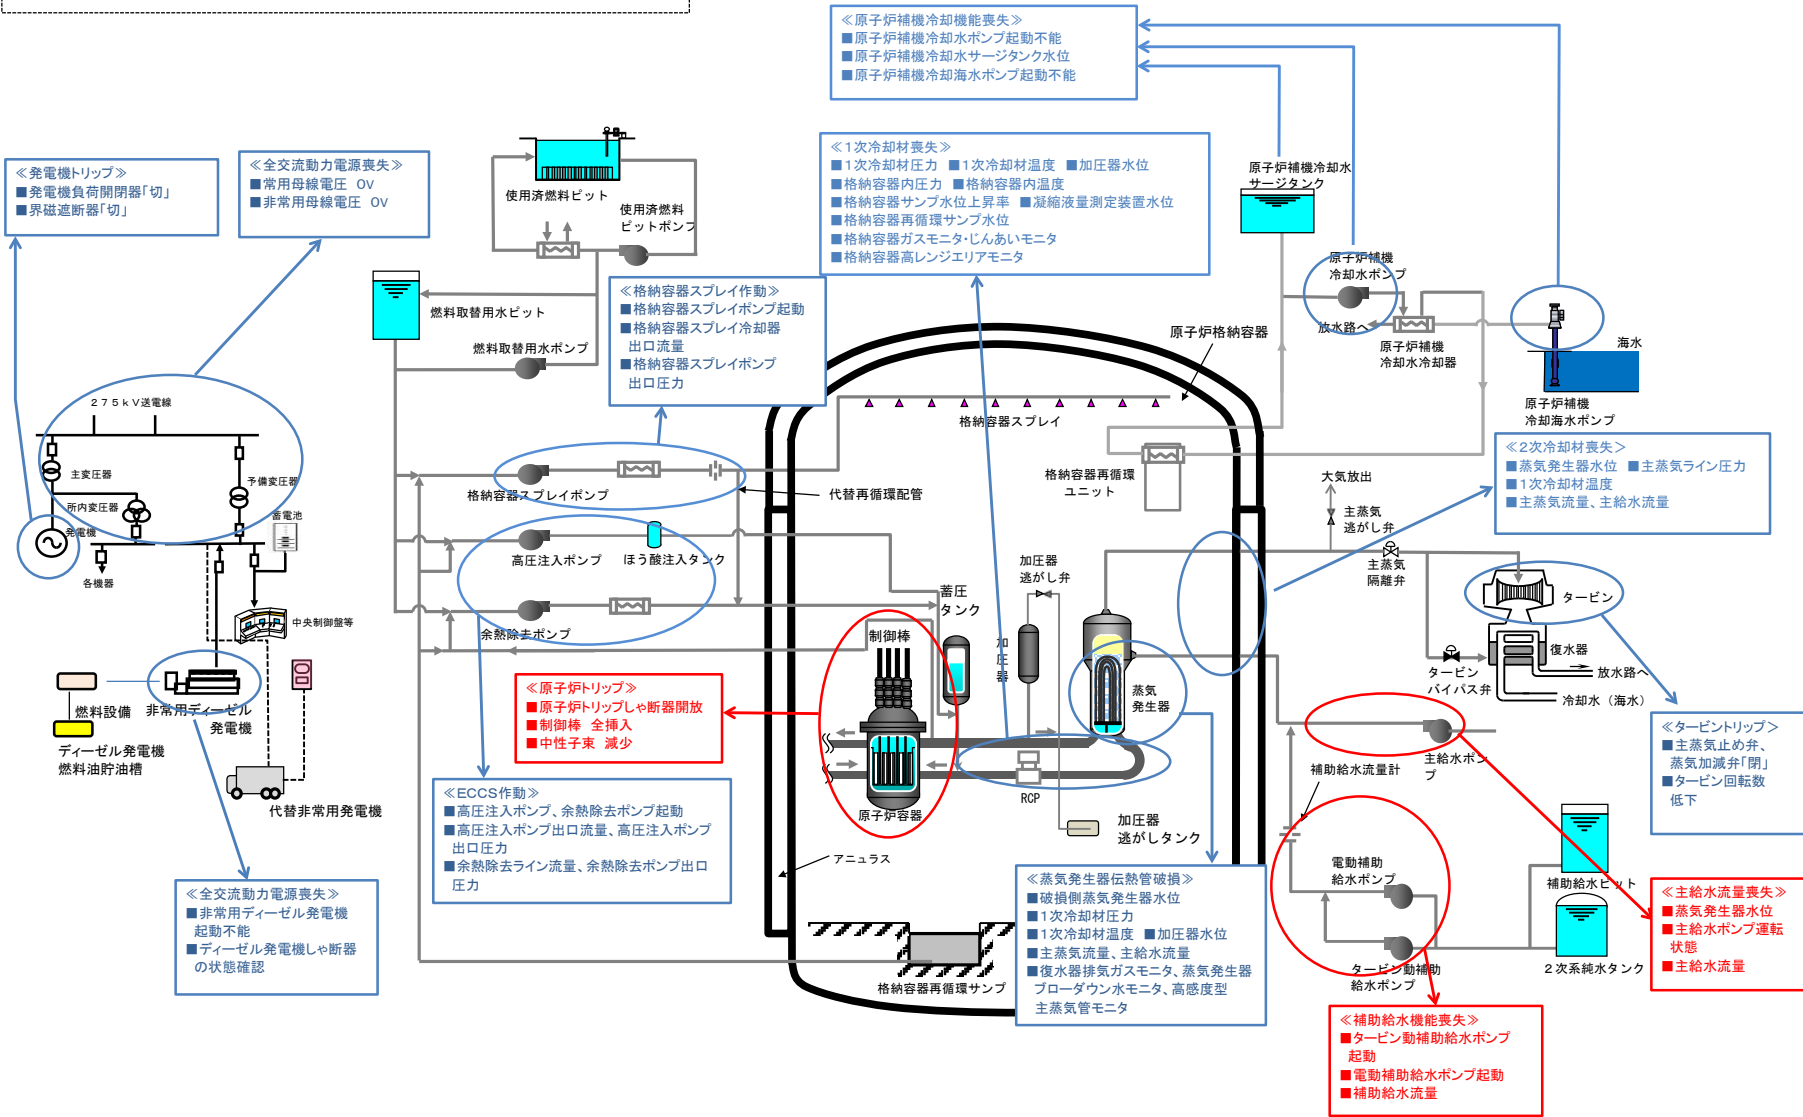 ≪原子炉補機冷却機能喪失≫
■原子炉補機冷却水ポンプ起動不能
■原子炉補機冷却水サージタンク水位
■原子炉補機冷却海水ポンプ起動不能
≪発電機トリップ≫
■発電機負荷開閉器｢切｣
■界磁遮断器｢切｣
≪全交流動力電源喪失≫
■常用母線電圧 0V
■非常用母線電圧 0V
使用済燃料ピット
使用済燃料
ピットポンプ
≪1次冷却材喪失≫
■1次冷却材圧力 ■1次冷却材温度 ■加圧器水位
■格納容器内圧力 ■格納容器内温度
■格納容器サンプ水位上昇率 ■凝縮液量測定装置水位
■格納容器再循環サンプ水位
■格納容器ガスモニタ・じんあいモニタ
■格納容器高レンジエリアモニタ
原子炉補機冷却水
サージタンク
原子炉補機
冷却水ポンプ
放水路へ
原子炉補機
冷却水冷却器
海水
原子炉補機
冷却海水ポンプ
燃料取替用水ピット
燃料取替用水ポンプ
≪格納容器スプレイ作動≫
■格納容器スプレイポンプ起動
■格納容器スプレイ冷却器
出口流量
■格納容器スプレイポンプ
出口圧力
原子炉格納容器
格納容器スプレイ
２７５ｋＶ送電線
主変圧器
予備変圧器
所内変圧器
発電機
蓄電池
各機器
中央制御盤等
格納容器スプレイポンプ
代替再循環配管
格納容器再循環
ユニット
≪2次冷却材喪失≫
■蒸気発生器水位 ■主蒸気ライン圧力
■1次冷却材温度
■主蒸気流量、主給水流量
大気放出
主蒸気
逃がし弁
主蒸気
隔離弁
高圧注入ポンプ
ほう酸注入タンク
加圧器
逃がし弁
蓄圧
タンク
余熱除去ポンプ
制御棒
加
圧
器
蒸気
発生器
タービン
復水器
放水路へ
タービン
バイパス弁
冷却水（海水）
燃料設備
非常用ディーゼル
発電機
ディーゼル発電機
燃料油貯油槽
代替非常用発電機
≪原子炉トリップ≫
■原子炉トリップしゃ断器開放
■制御棒 全挿入
■中性子束 減少
≪タービントリップ≫
■主蒸気止め弁、
蒸気加減弁｢閉｣
■タービン回転数
低下
≪ECCS作動≫
■高圧注入ポンプ、余熱除去ポンプ起動
■高圧注入ポンプ出口流量、高圧注入ポンプ
出口圧力
■余熱除去ライン流量、余熱除去ポンプ出口
圧力
RCP
原子炉容器
加圧器
逃がしタンク
補助給水流量計
主給水ポン
プ
アニュラス
電動補助
給水ポンプ
補助給水ピット
≪全交流動力電源喪失≫
■非常用ディーゼル発電機
起動不能
■ディーゼル発電機しゃ断器
の状態確認
≪蒸気発生器伝熱管破損≫
■破損側蒸気発生器水位
■1次冷却材圧力
■1次冷却材温度 ■加圧器水位
■主蒸気流量、主給水流量
■復水器排気ガスモニタ、蒸気発生器
ブローダウン水モニタ、高感度型
主蒸気管モニタ
格納容器再循環サンプ
タービン動補助
給水ポンプ
２次系純水タンク
≪主給水流量喪失≫
■蒸気発生器水位
■主給水ポンプ運転
状態
■主給水流量
≪補助給水機能喪失≫
■タービン動補助給水ポンプ
起動
■電動補助給水ポンプ起動
■補助給水流量